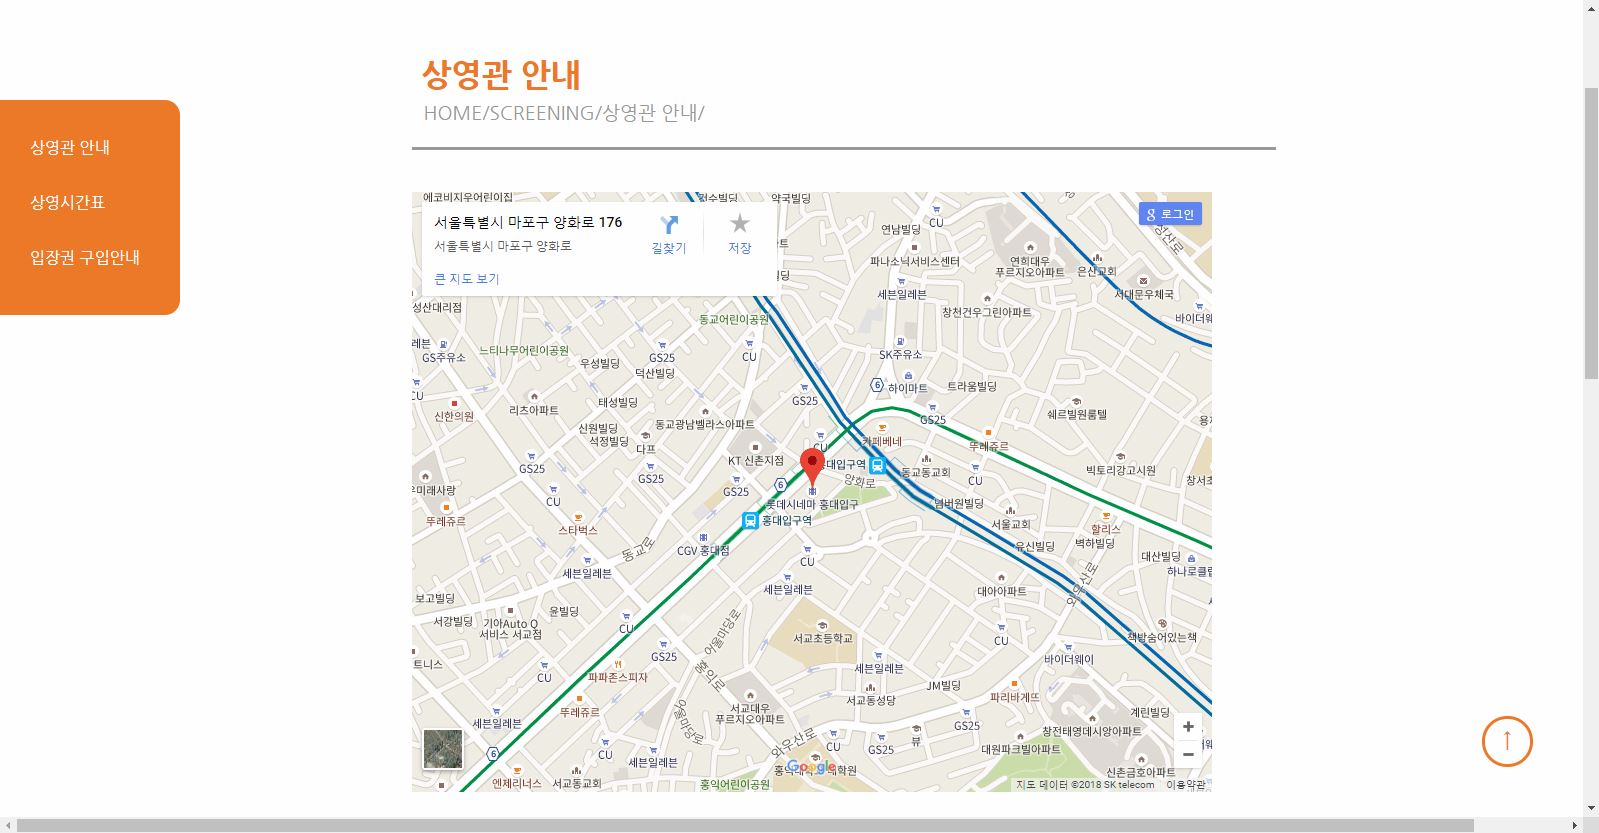 상영관 안내
HOME/SCREENING/상영관 안내/
상영관 안내
상영시간표
입장권 구입안내
서울특별시 마포구 양화로 176
서울특별시 마포구 양화로
큰 지도 보기
길찾기
저장
로그인
에코비지우어린이집
약국빌딩
연남빌딩
CU
파나소닉서비스센터
연희대우
푸르지오아파트
은산교회
세븐일레븐
서대문우체국
창천건우그린아파트
바이더웨
성산대리점
동교어린이공원
GS주유소
느티나무어린이공원
우성빌딩
GS25
덕산빌딩
CU
SK주유소
6
하이마트
트라움빌딩
CU
GS25
GS25
리츠아파트
태성빌딩
신한의원
산원빌딩
석정빌딩
다프
동교광남벨라스아파트
쉐르빌원룸텔
CU
카페베네
뚜레쥬르
KT 신촌지점
GS25
GS25
6
대입구역
양화로
동교동교회
CU
빅토리강고시원
우미래사랑
CU
GS25
롯데시네마 홍대입구
넘버원빌딩
뚜레쥬르
스타벅스
홍대입구역
서울교회
할리스
벽하빌딩
유신빌딩
동교로
CGV 홍대점
CU
대산빌딩
하나로클럽
세븐일레븐
세븐일레븐
대아아파트
와우산로
보고빌딩
윤빌딩
서강빌딩
기아Auto Q
서비스 서교점
CU
어울마당로
서교초등학교
CU
책방숨어있는책
GS25
트니스
CU
파파존스피자
홍익로
세븐일레븐
바이더웨이
JM빌딩
서교동성당
파리바게뜨
뚜레쥬르
서교대우
푸르지오아파트
세븐일레븐
GS25
계린빌딩
창전태영데시앙아파트
6
CU
GS25
와우산로
CU
GS25
뷰
대원파크빌아파트
엔제리너스
서교동교회
Google
홍익어린이공원
신촌금호아파트
+
−
지도 데이터 ©2018 SK telecom
이용약관
↑